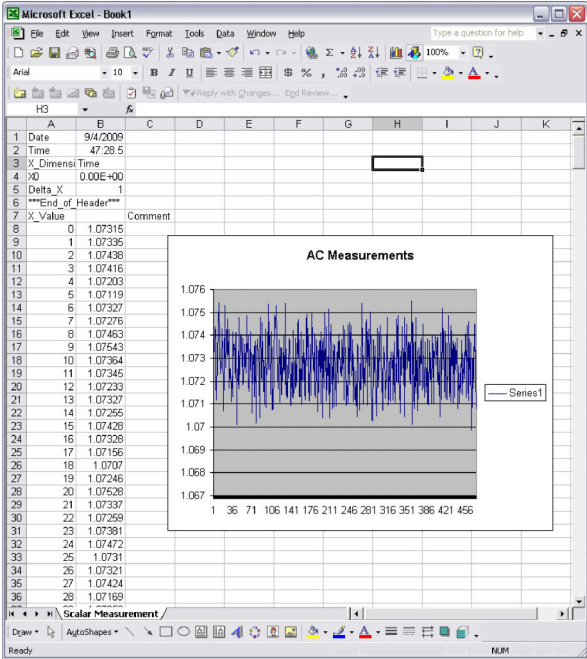 Microsoft Excel - Book1
File Edit View Insert Format Tools Data Window Help Type a question for help
100%
Arial 10 B I U $ % ,
Reply with Changes... End Review...
H3 fx
A B C D E F G H I J K
1 Date 9/4/2009
2 Time 47:28.5
3 X_Dimensi Time
4 X0 0.00E+00
5 Delta_X 1
6 ***End_of_Header***
7 X_Value Comment
8 0 1.07315
9 1 1.07335
10 2 1.07438
11 3 1.07416
12 4 1.07203
13 5 1.07119
14 6 1.07327
15 7 1.07276
16 8 1.07463
17 9 1.07543
18 10 1.07364
19 11 1.07345
20 12 1.07233
21 13 1.07327
22 14 1.07255
23 15 1.07428
24 16 1.07328
25 17 1.07156
26 18 1.0707
27 19 1.07246
28 20 1.07528
29 21 1.07337
30 22 1.07259
31 23 1.07381
32 24 1.07472
33 25 1.0731
34 26 1.07321
35 27 1.07424
36 28 1.07169
AC Measurements
1.076
1.075
1.074
1.073
1.072
1.071
1.07
1.069
1.068
1.067
1 36 71 106 141 176 211 246 281 316 351 386 421 456
Series1
Scalar Measurement
Draw AutoShapes
Ready NUM